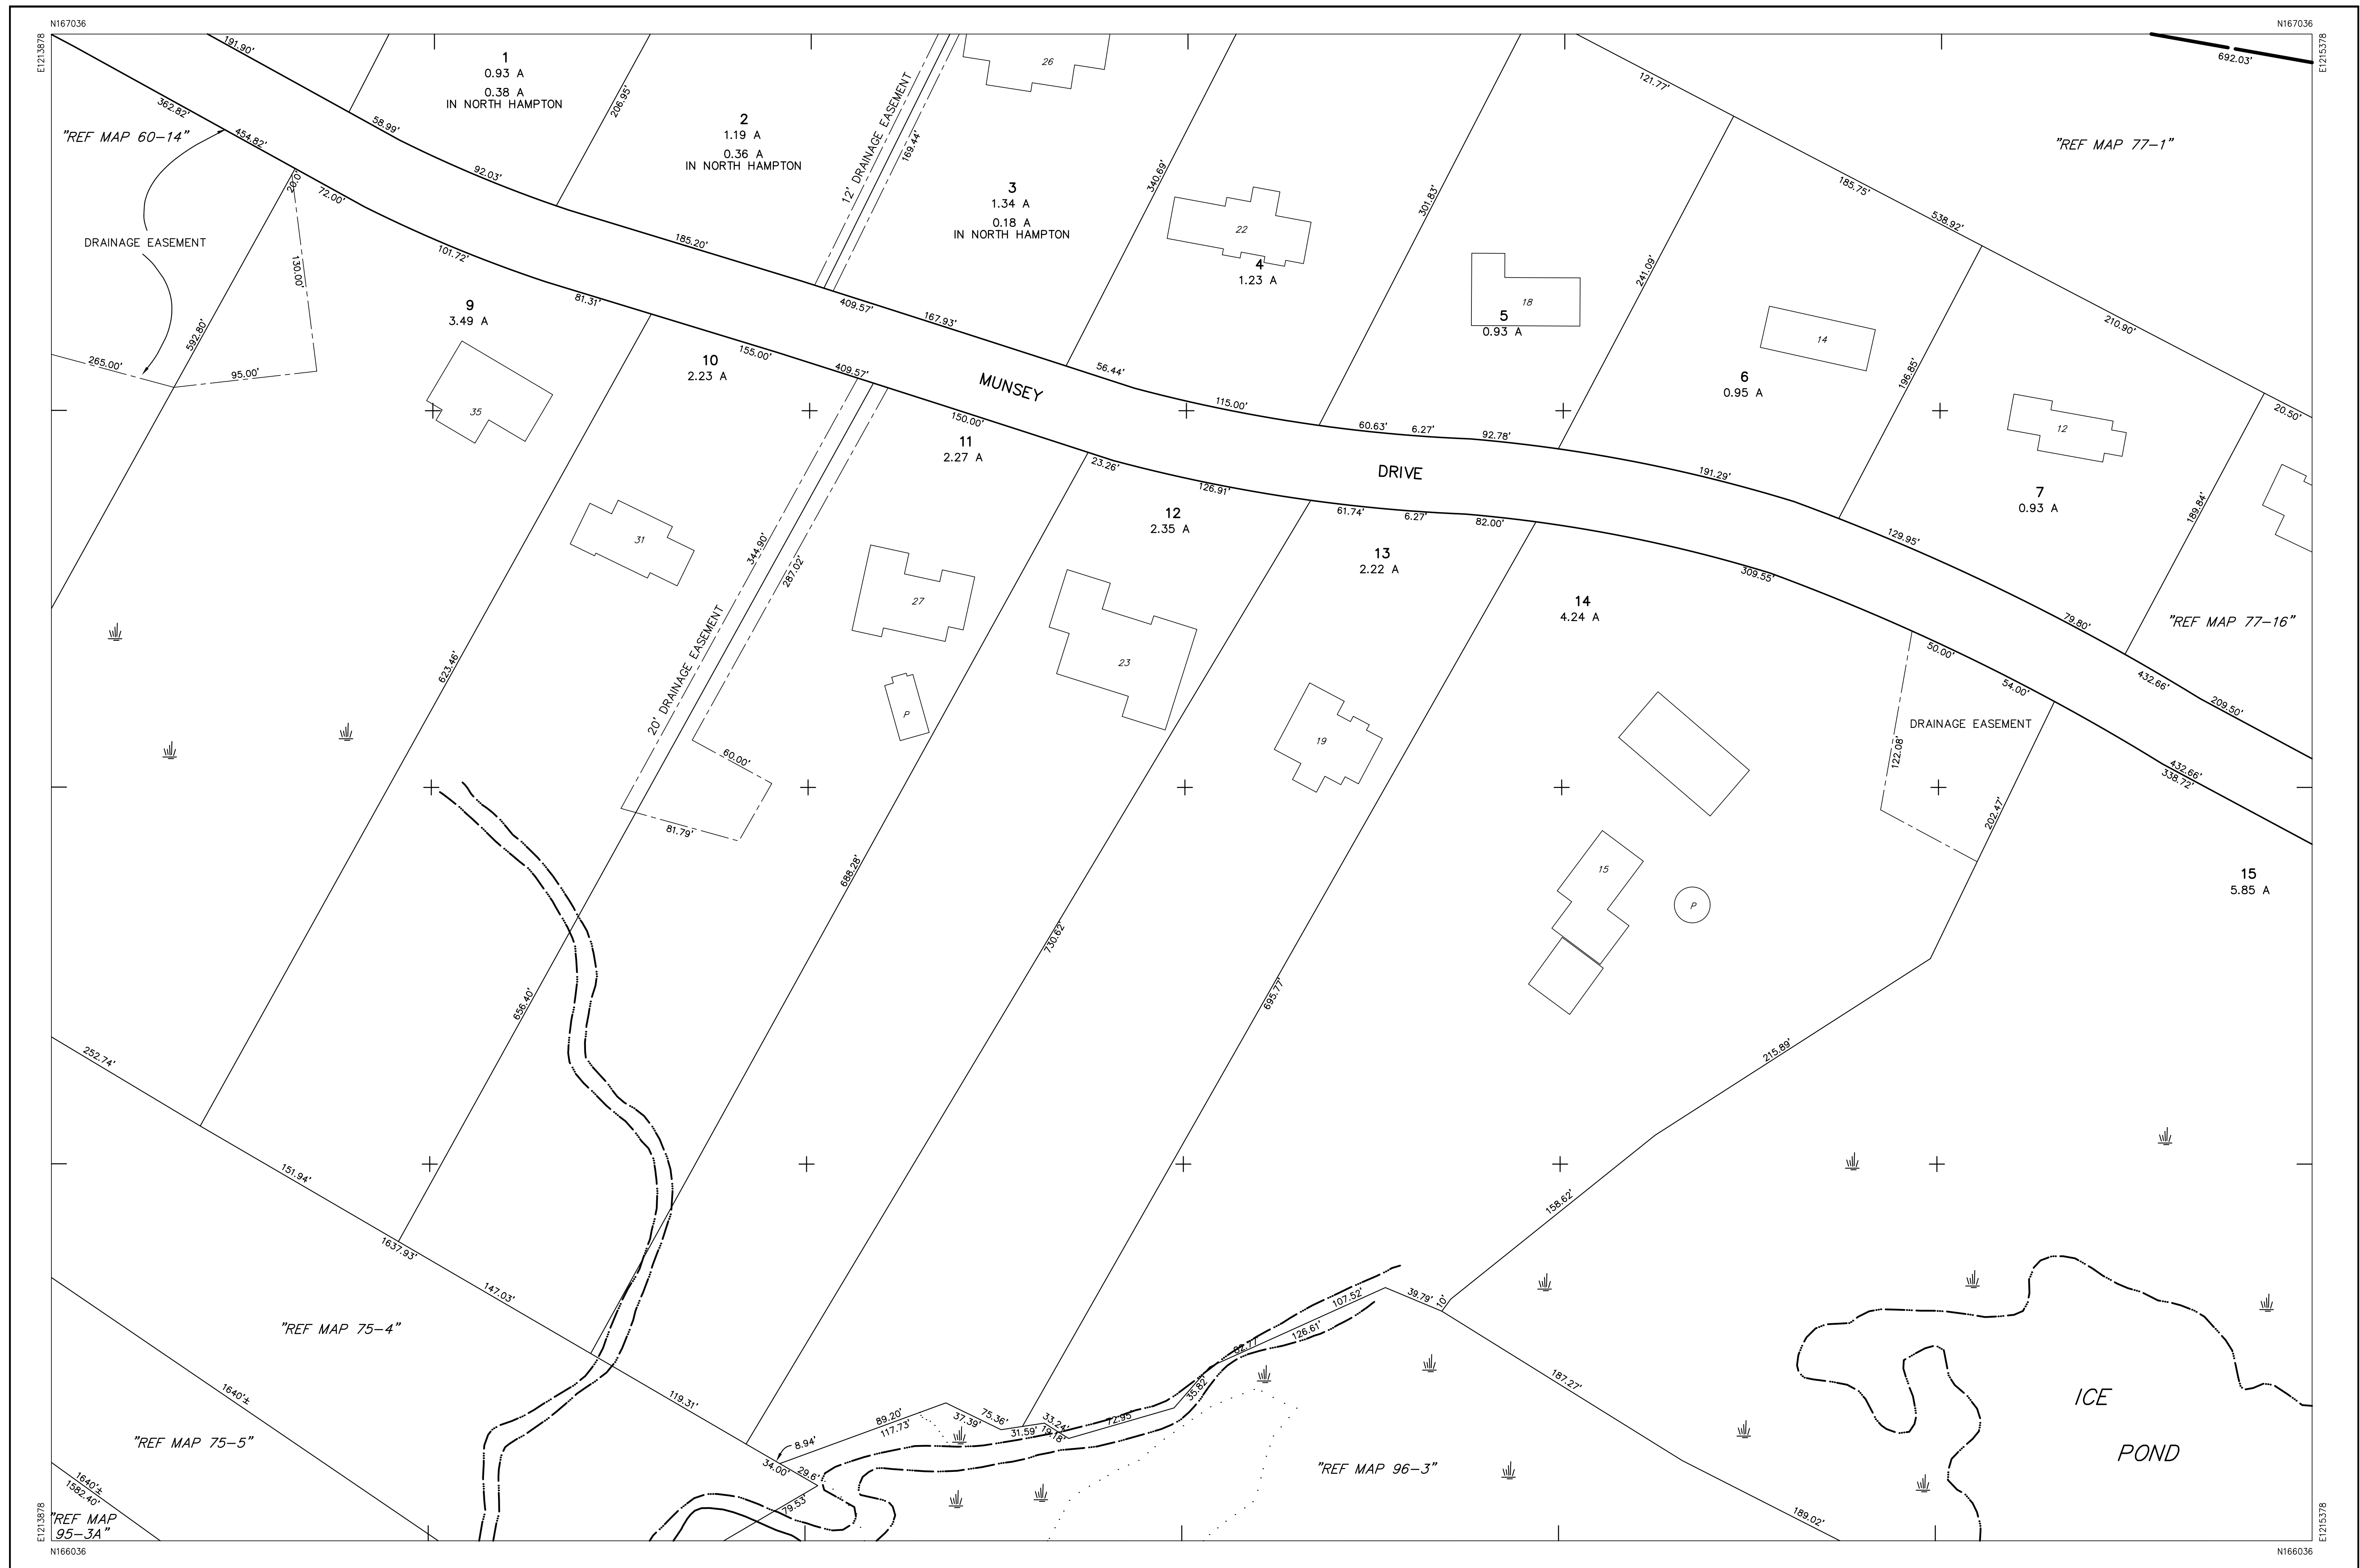 N167036
N167036
E1213878
E1215378
191.90'
1
0.93 A
0.38 A
IN NORTH HAMPTON
206.95'
2
1.19 A
0.36 A
IN NORTH HAMPTON
12' DRAINAGE EASEMENT
169.44'
26
3
1.34 A
0.18 A
IN NORTH HAMPTON
340.69'
22
4
1.23 A
301.83'
18
5
0.93 A
241.09'
121.77'
185.75'
538.92'
210.90'
20.50'
692.03'
"REF MAP 77-1"
14
6
0.95 A
196.85'
12
7
0.93 A
189.84'
"REF MAP 77-16"
362.82'
454.82'
"REF MAP 60-14"
58.99'
92.03'
185.20'
409.57'
167.93'
56.44'
115.00'
60.63'
6.27'
92.78'
191.29'
129.95'
79.80'
432.66'
209.50'
20.0'
72.00'
101.72'
81.31'
155.00'
409.57'
150.00'
23.26'
126.91'
61.74'
6.27'
82.00'
309.55'
50.00'
54.00'
432.66'
338.72'
MUNSEY
DRIVE
DRAINAGE EASEMENT
130.00'
592.80'
265.00'
95.00'
9
3.49 A
35
10
2.23 A
31
11
2.27 A
27
P
12
2.35 A
23
13
2.22 A
19
14
4.24 A
15
P
DRAINAGE EASEMENT
122.08'
202.47'
15
5.85 A
344.90'
287.02'
20' DRAINAGE EASEMENT
60.00'
81.79'
623.46'
656.40'
688.28'
730.62'
695.77'
215.89'
158.62'
10'
39.79'
107.52'
126.61'
82.77'
35.82'
72.95'
19.18'
33.24'
31.59'
75.36'
37.39'
89.20'
117.73'
8.94'
34.00'
29.6'
79.53'
252.74'
151.94'
1637.93'
147.03'
119.31'
"REF MAP 75-4"
1640'±
"REF MAP 75-5"
1640'±
1582.40'
"REF MAP
95-3A"
"REF MAP 96-3"
187.27'
189.02'
ICE
POND
E1213878
E1215378
N166036
N166036